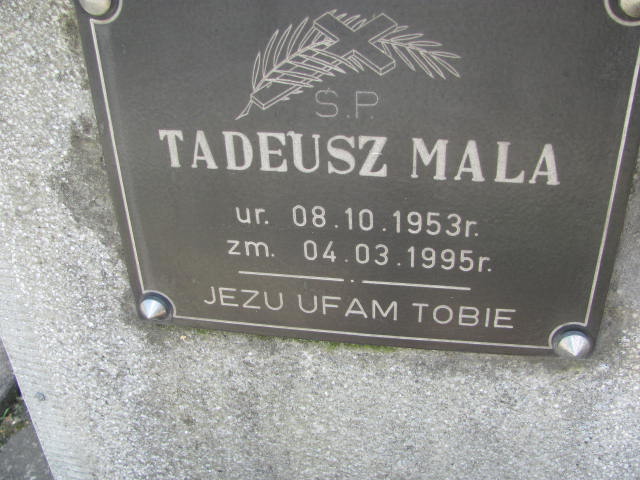 Ś.P.
TADEUSZ MALA
ur. 08.10.1953r.
zm. 04.03.1995r.
JEZU UFAM TOBIE